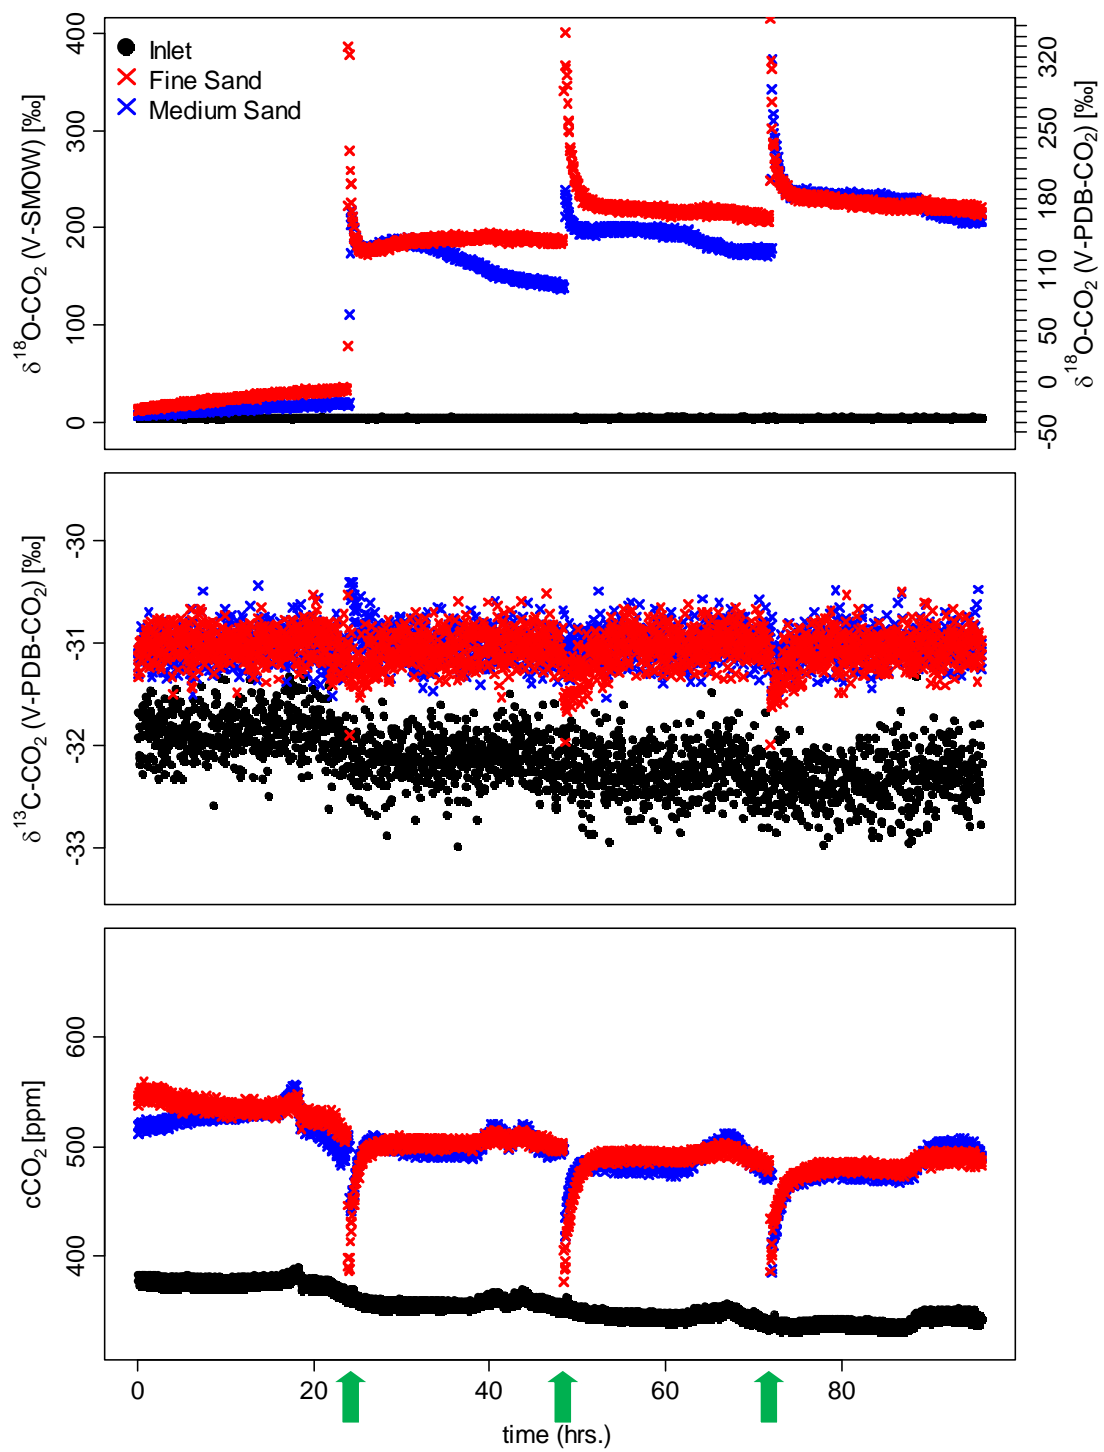 δ¹⁸O-CO₂ (V-SMOW) [‰]
400
300
200
100
0
Inlet
Fine Sand
Medium Sand
320
250
180
110
50
0
-50
δ¹⁸O-CO₂ (V-PDB-CO₂) [‰]
δ¹³C-CO₂ (V-PDB-CO₂) [‰]
-30
-31
-32
-33
cCO₂ [ppm]
600
500
400
0 20 40 60 80
time (hrs.)